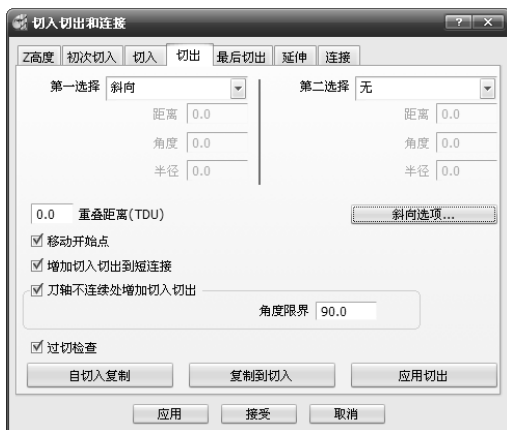 切入切出和连接
Z高度 初次切入 切入 切出 最后切出 延伸 连接
第一选择 斜向 第二选择 无
距离 0.0 距离 0.0
角度 0.0 角度 0.0
半径 0.0 半径 0.0
0.0 重叠距离(TDU) 斜向选项...
移动开始点
增加切入切出到短连接
刀轴不连续处增加切入切出
角度限界 90.0
过切检查
自切入复制 复制到切入 应用切出
应用 接受 取消